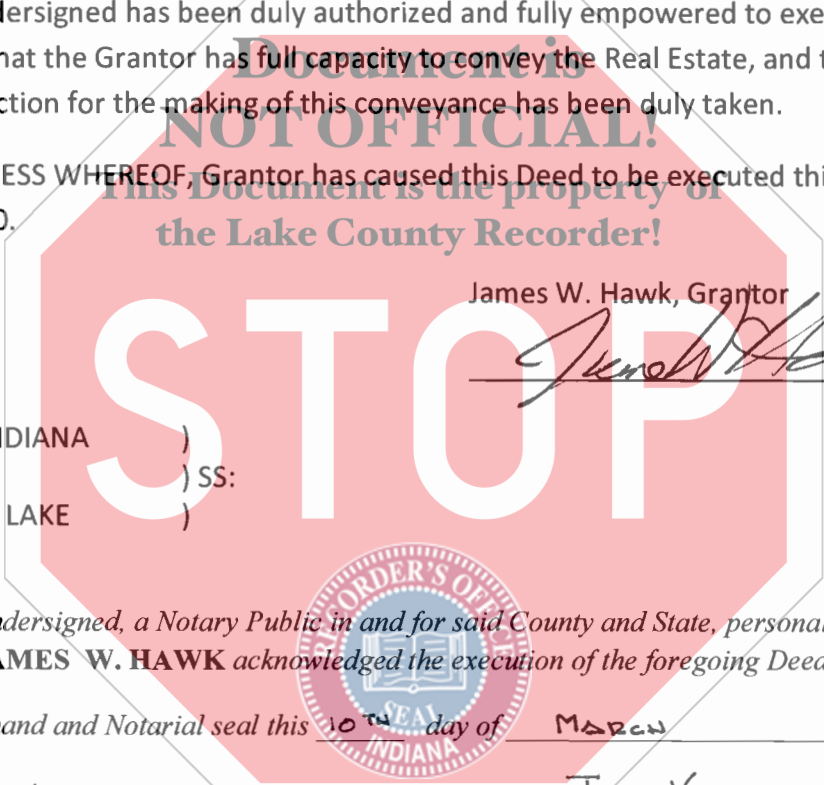 dersigned has been duly authorized and fully empowered to exe
hat the Grantor has full capacity to convey the Real Estate, and t
Document is
ction for the making of this conveyance has been duly taken.
NOT OFFICIAL!
ESS WHEREOF, Grantor has caused this Deed to be executed thi
This Document is the property of
0.
the Lake County Recorder!
James W. Hawk, Grantor
STOP
NDIANA )
) SS:
LAKE )
RECORDER'S OFFICE
ndersigned, a Notary Public in and for said County and State, personal
AMES W. HAWK acknowledged the execution of the foregoing Deed
SEAL
and and Notarial seal this 10TH day of MARCH
INDIANA